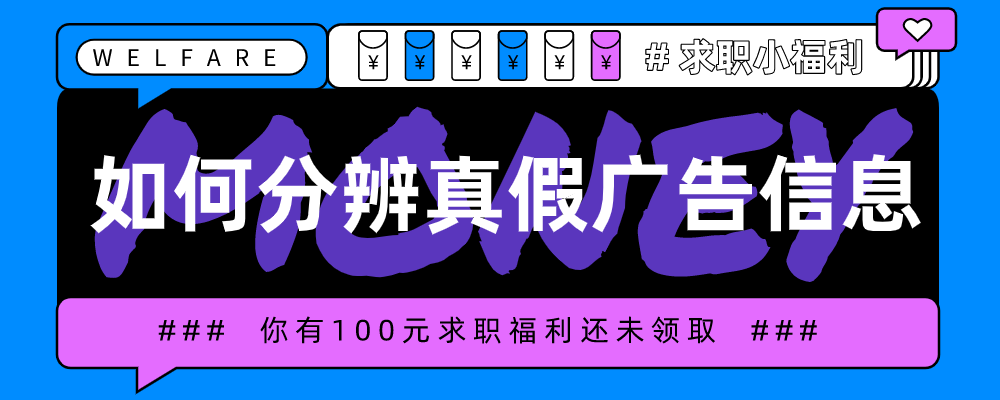 WELFARE
¥ ¥ ¥ ¥ ¥ ¥
#求职小福利
MONEY
如何分辨真假广告信息
### 你有100元求职福利还未领取 ###